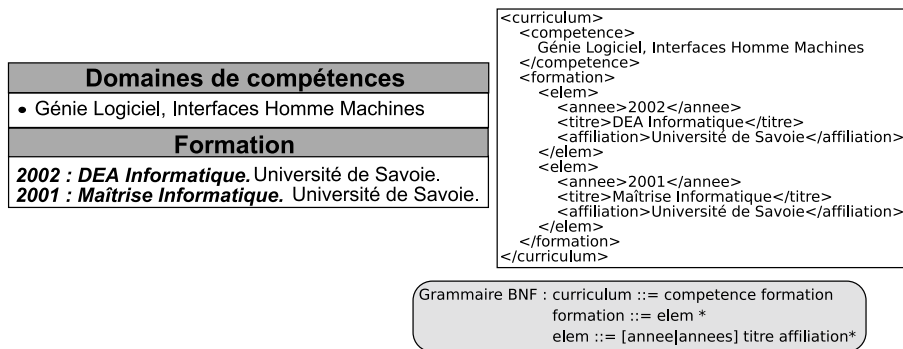 Domaines de compétences
• Génie Logiciel, Interfaces Homme Machines
Formation
2002 : DEA Informatique. Université de Savoie.
2001 : Maîtrise Informatique. Université de Savoie.
<curriculum>
<competence>
Génie Logiciel, Interfaces Homme Machines
</competence>
<formation>
<elem>
<annee>2002</annee>
<titre>DEA Informatique</titre>
<affiliation>Université de Savoie</affiliation>
</elem>
<elem>
<annee>2001</annee>
<titre>Maîtrise Informatique</titre>
<affiliation>Université de Savoie</affiliation>
</elem>
</formation>
</curriculum>
Grammaire BNF : curriculum ::= competence formation
formation ::= elem *
elem ::= [annee|annees] titre affiliation*